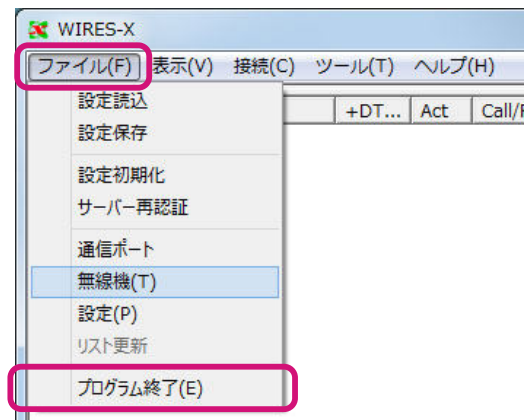 WIRES-X
ファイル(F) 表示(V) 接続(C) ツール(T) ヘルプ(H)
+DT... Act Call/
設定読込
設定保存
設定初期化
サーバー再認証
通信ポート
無線機(T)
設定(P)
リスト更新
プログラム終了(E)